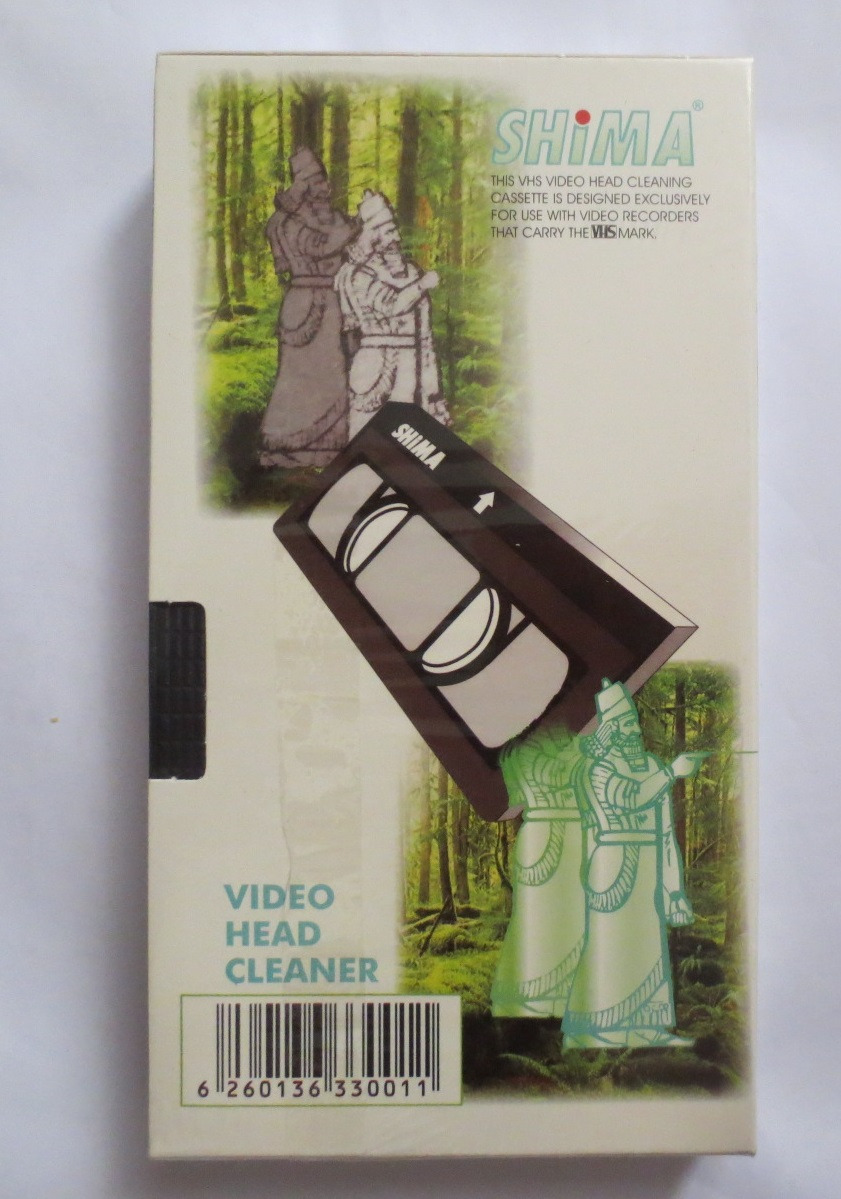 SHiMA®
THIS VHS VIDEO HEAD CLEANING
CASSETTE IS DESIGNED EXCLUSIVELY
FOR USE WITH VIDEO RECORDERS
THAT CARRY THE VHS MARK.
SHIMA
VIDEO
HEAD
CLEANER
6 260136 330011